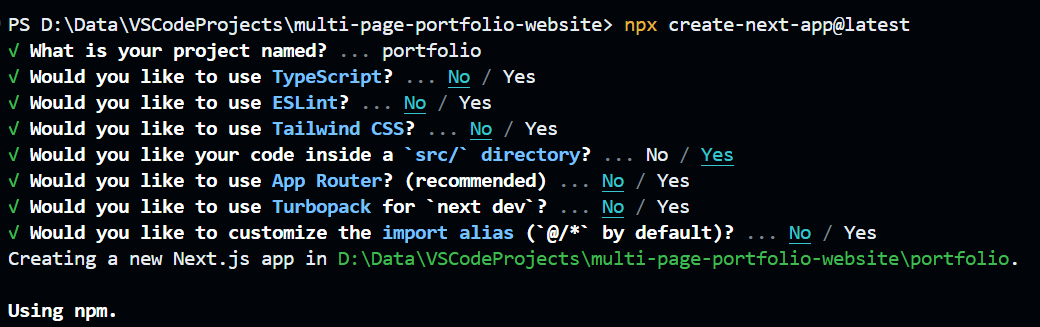 PS D:\Data\VSCodeProjects\multi-page-portfolio-website> npx create-next-app@latest
√ What is your project named? ... portfolio
√ Would you like to use TypeScript? ... No / Yes
√ Would you like to use ESLint? ... No / Yes
√ Would you like to use Tailwind CSS? ... No / Yes
√ Would you like your code inside a `src/` directory? ... No / Yes
√ Would you like to use App Router? (recommended) ... No / Yes
√ Would you like to use Turbopack for `next dev`? ... No / Yes
√ Would you like to customize the import alias (`@/*` by default)? ... No / Yes
Creating a new Next.js app in D:\Data\VSCodeProjects\multi-page-portfolio-website\portfolio.
Using npm.